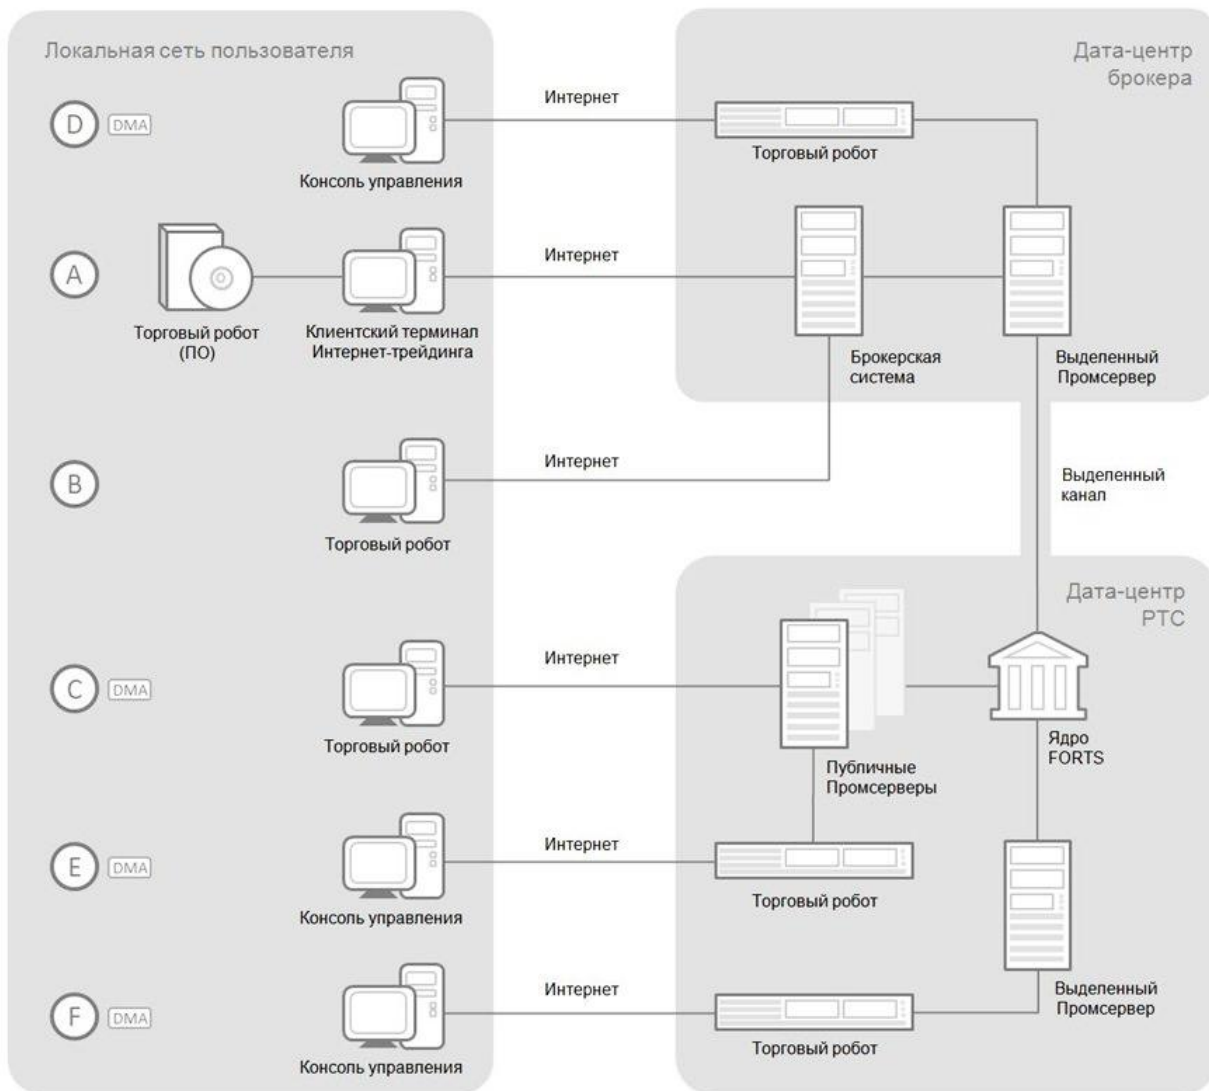 Локальная сеть пользователя
Дата-центр
брокера
D
DMA
Интернет
Консоль управления
Торговый робот
A
Интернет
Торговый робот
(ПО)
Клиентский терминал
Интернет-трейдинга
Брокерская
система
Выделенный
Промсервер
B
Интернет
Торговый робот
Выделенный
канал
Дата-центр
РТС
C
DMA
Интернет
Торговый робот
Публичные
Промсерверы
Ядро
FORTS
E
DMA
Интернет
Консоль управления
Торговый робот
F
DMA
Интернет
Консоль управления
Торговый робот
Выделенный
Промсервер